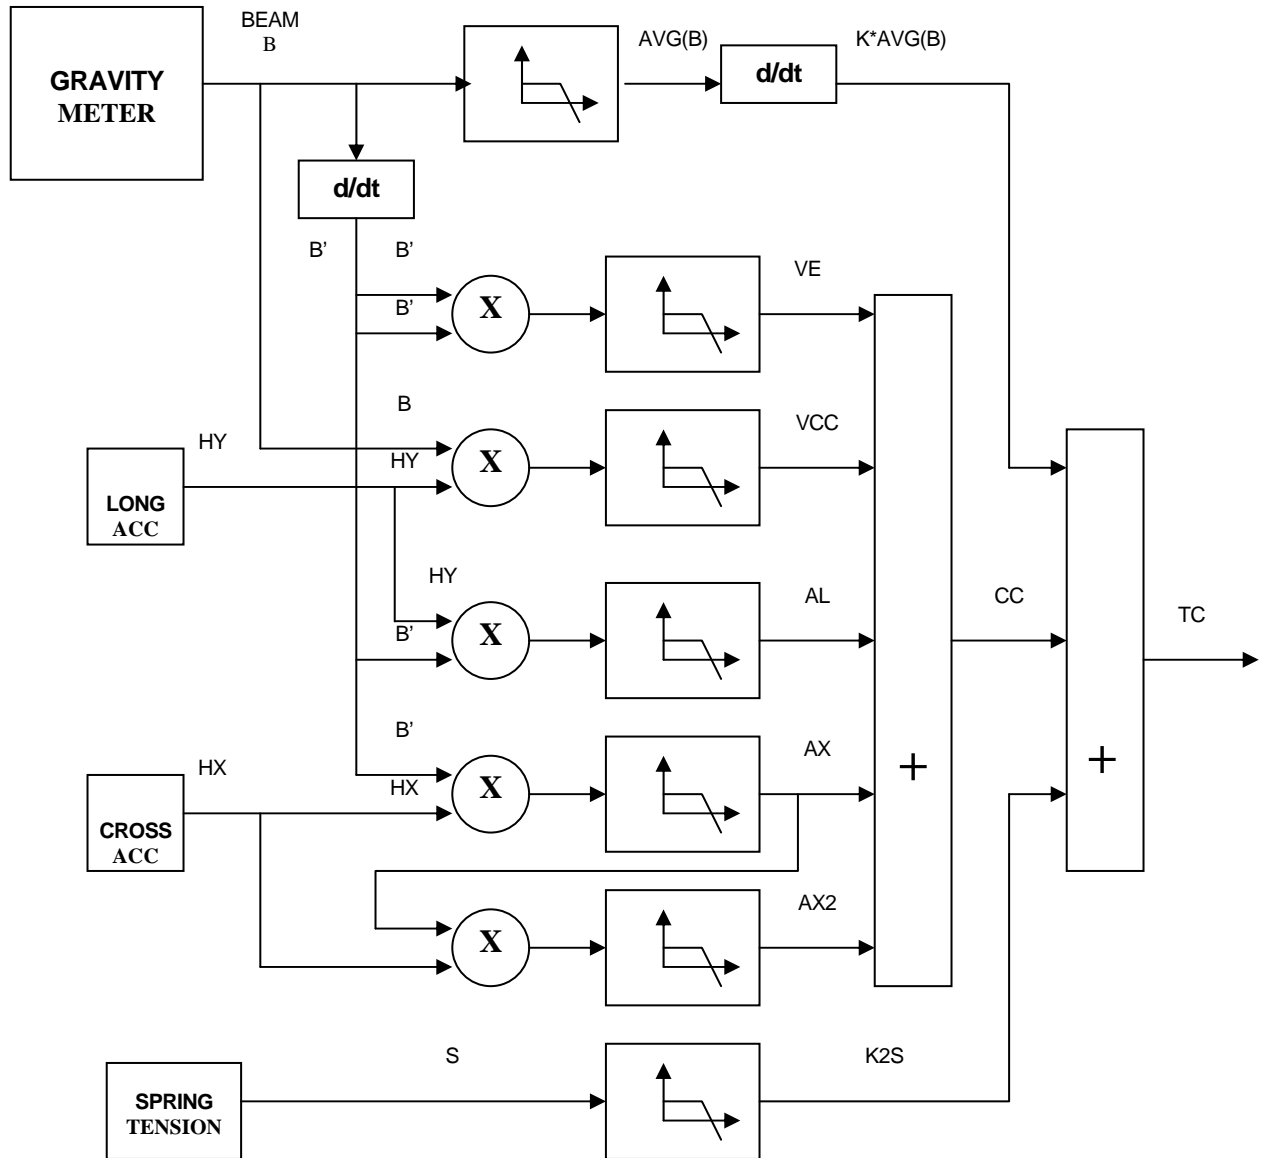 BEAM
B
AVG(B)
K*AVG(B)
GRAVITY
METER
d/dt
d/dt
B’
B’
B’
X
VE
B
HY
HY
X
VCC
LONG
ACC
HY
B’
X
AL
CC
TC
B’
HX
HX
X
AX
+
+
CROSS
ACC
X
AX2
S
K2S
SPRING
TENSION